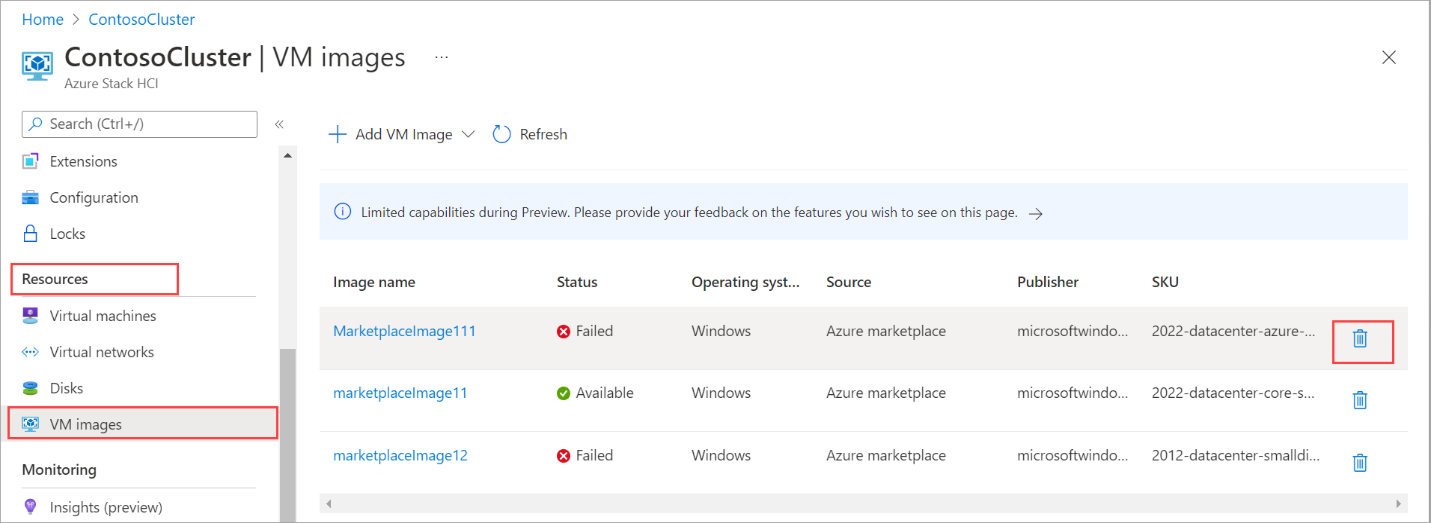 Home > ContosoCluster
ContosoCluster | VM images ...
Azure Stack HCI
Search (Ctrl+/)
«
Extensions
Configuration
Locks
Resources
Virtual machines
Virtual networks
Disks
VM images
Monitoring
Insights (preview)
+ Add VM Image Refresh
Limited capabilities during Preview. Please provide your feedback on the features you wish to see on this page. →
Image name Status Operating syst... Source Publisher SKU
MarketplaceImage111 Failed Windows Azure marketplace microsoftwindo... 2022-datacenter-azure-...
marketplaceImage11 Available Windows Azure marketplace microsoftwindo... 2022-datacenter-core-s...
marketplaceImage12 Failed Windows Azure marketplace microsoftwindo... 2012-datacenter-smalldi...